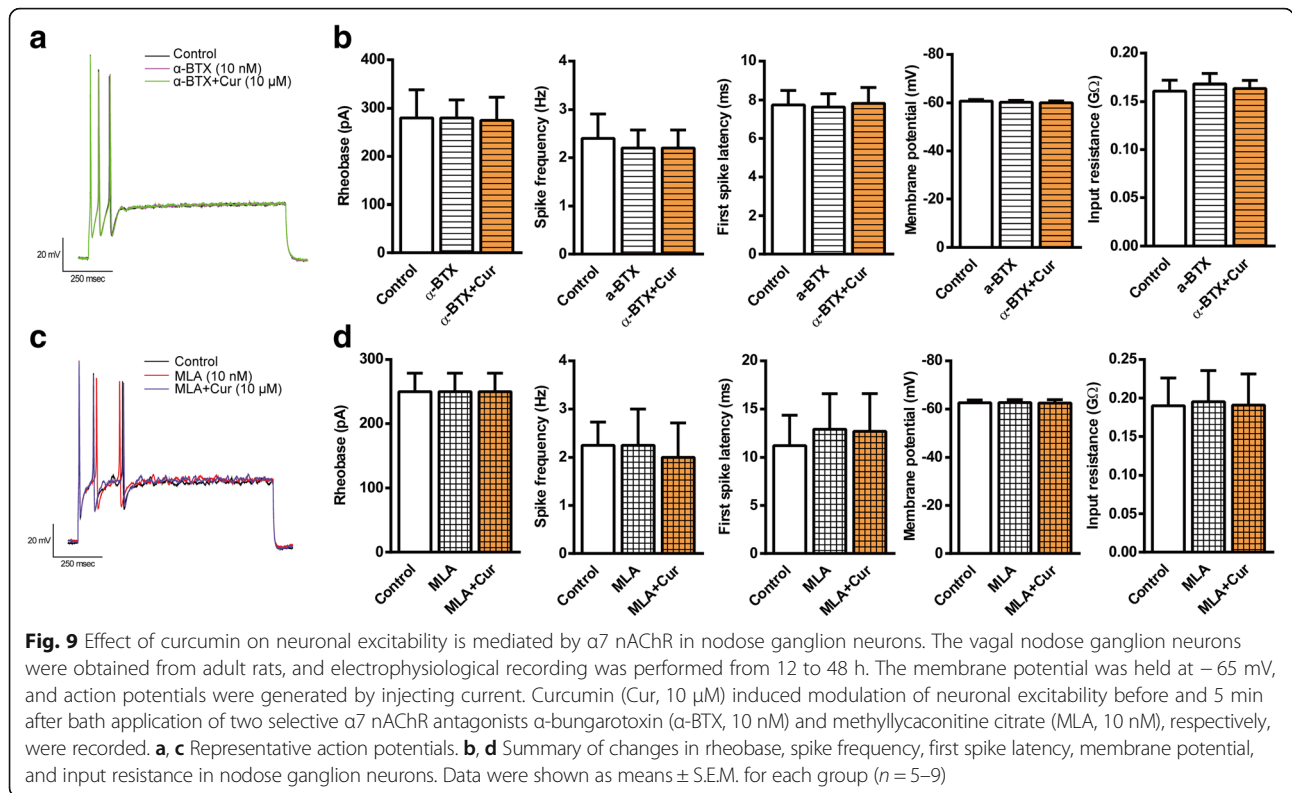 a
Control
α-BTX (10 nM)
α-BTX+Cur (10 µM)
20 mV
250 msec
b
Rheobase (pA)
400
300
200
100
0
Control
α-BTX
α-BTX+Cur
Spike frequency (Hz)
4
3
2
1
0
Control
a-BTX
α-BTX+Cur
First spike latency (ms)
10
8
6
4
2
0
Control
a-BTX
α-BTX+Cur
Membrane potential (mV)
-80
-60
-40
-20
0
Control
a-BTX
α-BTX+Cur
Input resistance (GΩ)
0.20
0.15
0.10
0.05
0.00
Control
a-BTX
α-BTX+Cur
c
Control
MLA (10 nM)
MLA+Cur (10 µM)
20 mV
250 msec
d
Rheobase (pA)
300
200
100
0
Control
MLA
MLA+Cur
Spike frequency (Hz)
4
3
2
1
0
Control
MLA
MLA+Cur
First spike latency (ms)
20
15
10
5
0
Control
MLA
MLA+Cur
Membrane potential (mV)
-80
-60
-40
-20
0
Control
MLA
MLA+Cur
Input resistance (GΩ)
0.25
0.20
0.15
0.10
0.05
0.00
Control
MLA
MLA+Cur
Fig. 9 Effect of curcumin on neuronal excitability is mediated by α7 nAChR in nodose ganglion neurons. The vagal nodose ganglion neurons
were obtained from adult rats, and electrophysiological recording was performed from 12 to 48 h. The membrane potential was held at − 65 mV,
and action potentials were generated by injecting current. Curcumin (Cur, 10 μM) induced modulation of neuronal excitability before and 5 min
after bath application of two selective α7 nAChR antagonists α-bungarotoxin (α-BTX, 10 nM) and methyllycaconitine citrate (MLA, 10 nM), respectively,
were recorded. a, c Representative action potentials. b, d Summary of changes in rheobase, spike frequency, first spike latency, membrane potential,
and input resistance in nodose ganglion neurons. Data were shown as means ± S.E.M. for each group (n = 5–9)